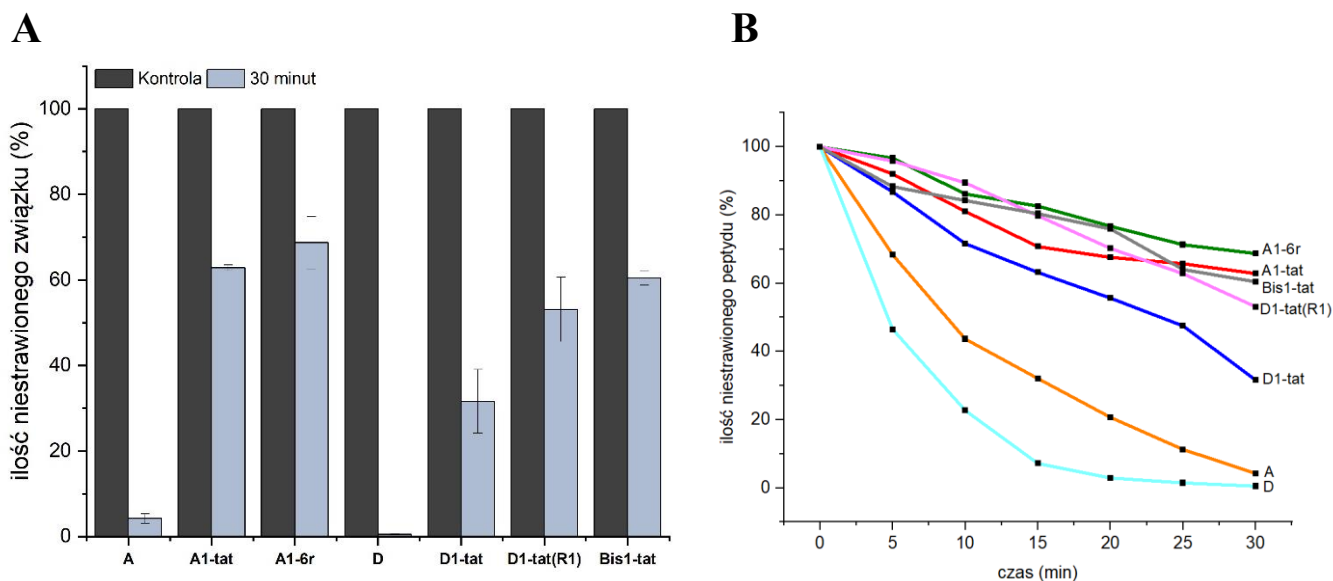 A
B
Kontrola 30 minut
ilość niestrawionego związku (%)
100
80
60
40
20
0
A A1-tat A1-6r D D1-tat D1-tat(R1) Bis1-tat
ilość niestrawionego peptydu (%)
100
80
60
40
20
0
A1-6r
A1-tat
Bis1-tat
D1-tat(R1)
D1-tat
A
D
0 5 10 15 20 25 30
czas (min)